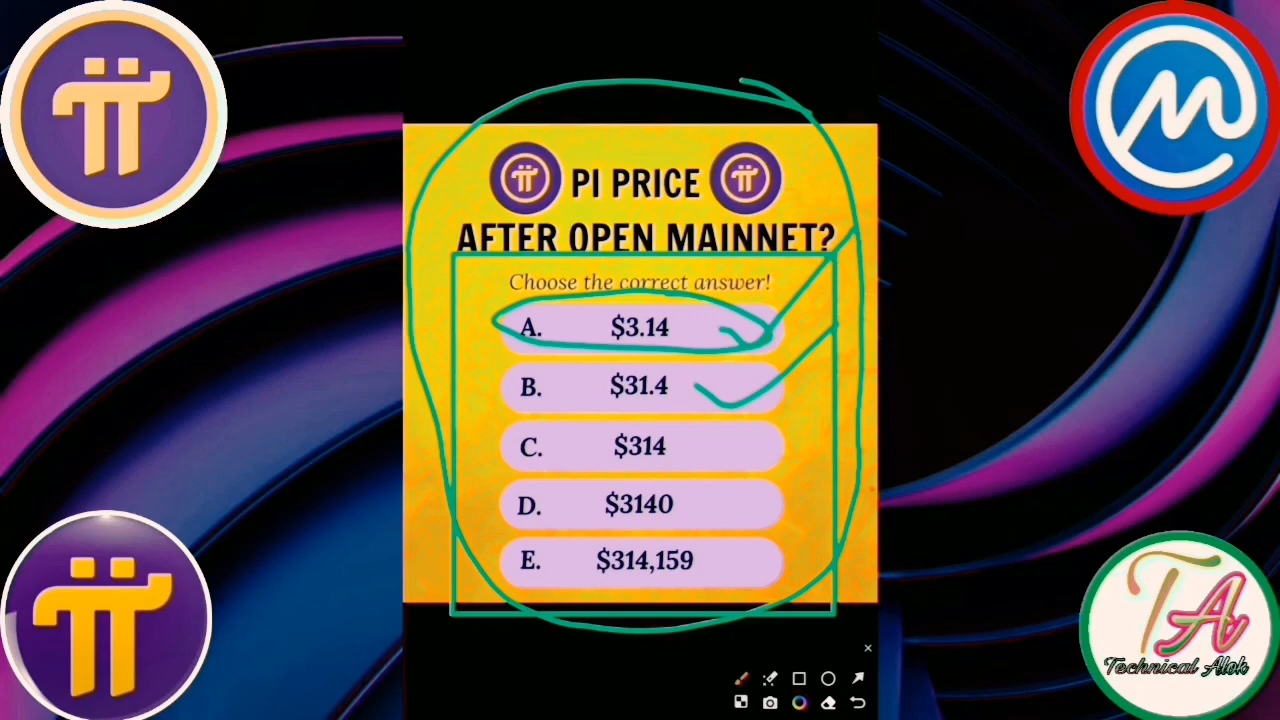 PI PRICE
AFTER OPEN MAINNET?
Choose the correct answer!
A. $3.14
B. $31.4
C. $314
D. $3140
E. $314,159
TA
Technical Alok